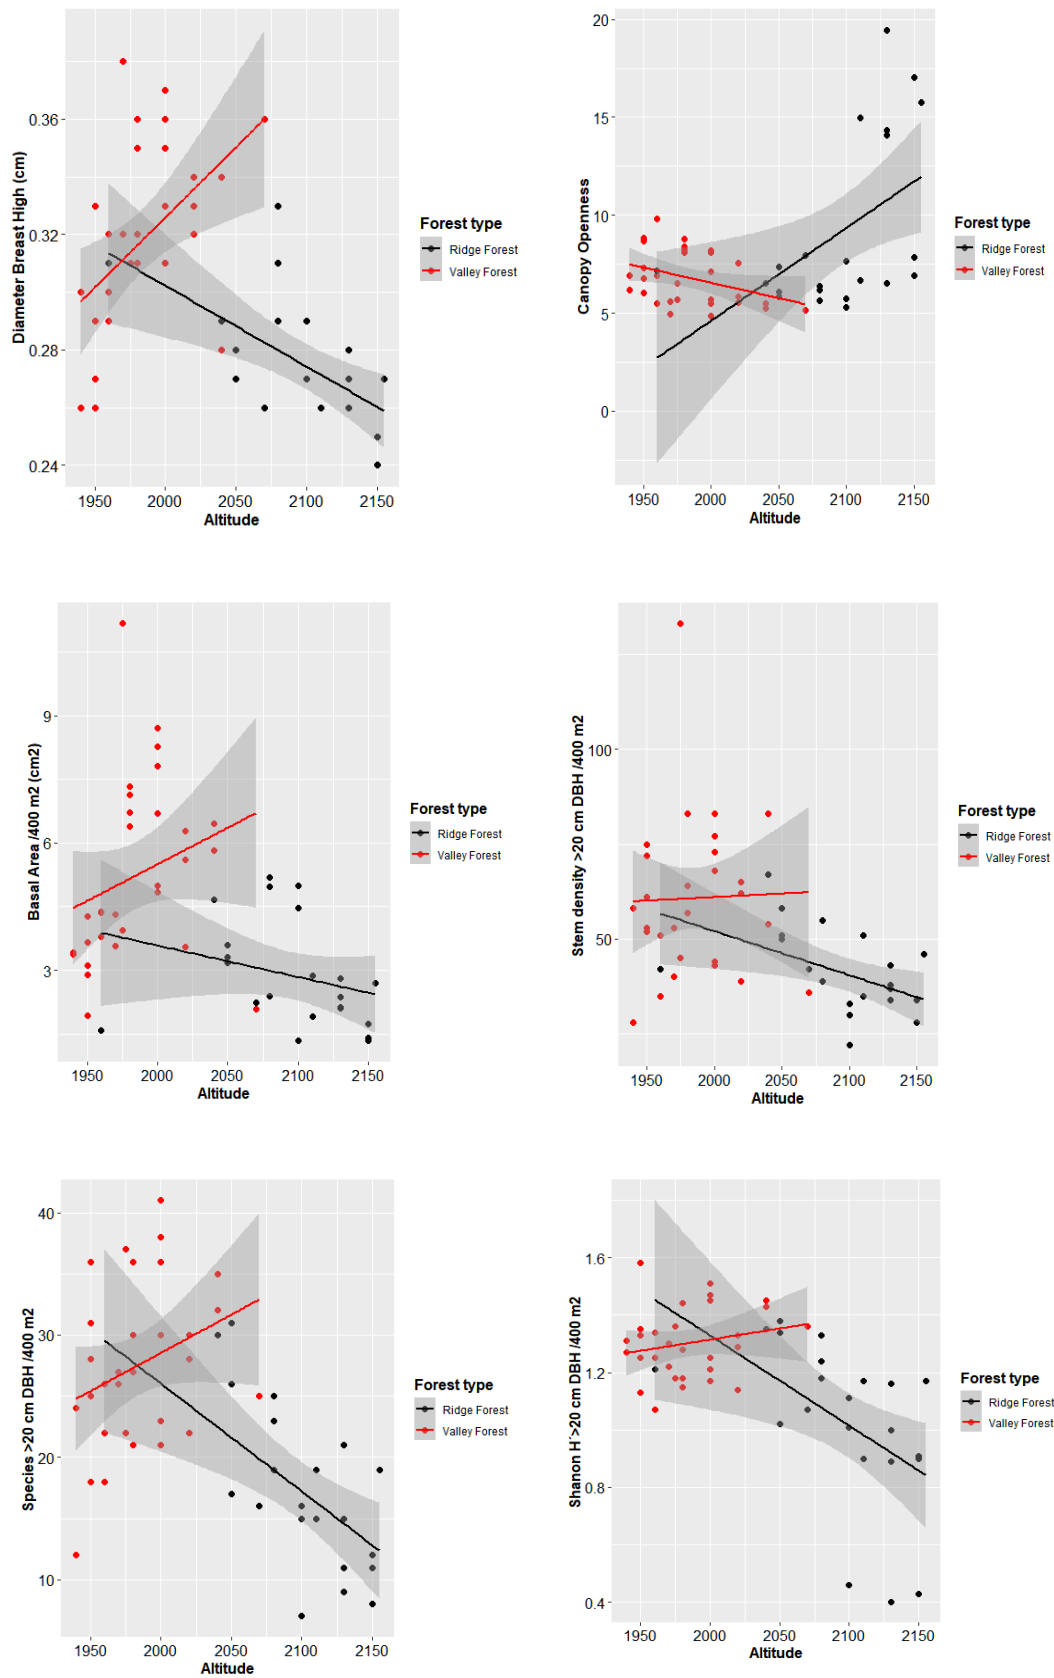 Diameter Breast High (cm)
0.36
0.32
0.28
0.24
1950 2000 2050 2100 2150
Altitude
Forest type
Ridge Forest
Valley Forest
Canopy Openness
20
15
10
5
0
1950 2000 2050 2100 2150
Altitude
Forest type
Ridge Forest
Valley Forest
Basal Area /400 m2 (cm2)
9
6
3
1950 2000 2050 2100 2150
Altitude
Forest type
Ridge Forest
Valley Forest
Stem density >20 cm DBH /400 m2
100
50
1950 2000 2050 2100 2150
Altitude
Forest type
Ridge Forest
Valley Forest
Species >20 cm DBH /400 m2
40
30
20
10
1950 2000 2050 2100 2150
Altitude
Forest type
Ridge Forest
Valley Forest
Shanon H´>20 cm DBH /400 m2
1.6
1.2
0.8
0.4
1950 2000 2050 2100 2150
Altitude
Forest type
Ridge Forest
Valley Forest